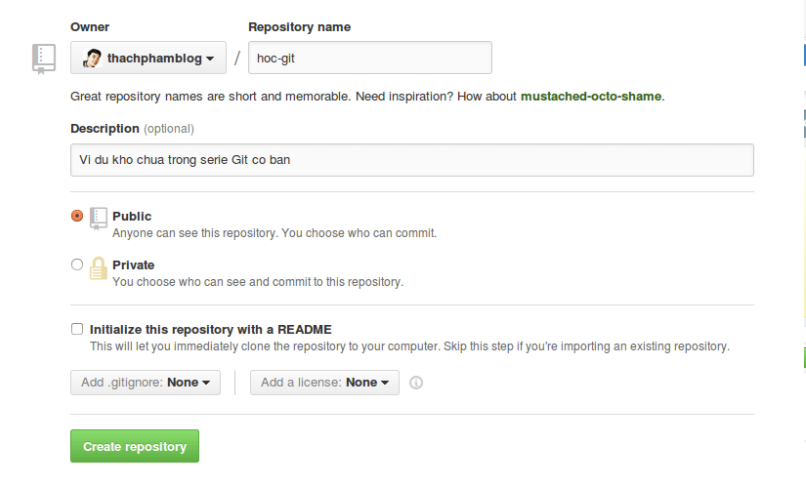 Owner Repository name
thachphamblog / hoc-git
Great repository names are short and memorable. Need inspiration? How about mustached-octo-shame.
Description (optional)
Vi du kho chua trong serie Git co ban
Public
Anyone can see this repository. You choose who can commit.
Private
You choose who can see and commit to this repository.
Initialize this repository with a README
This will let you immediately clone the repository to your computer. Skip this step if you're importing an existing repository.
Add .gitignore: None Add a license: None
Create repository